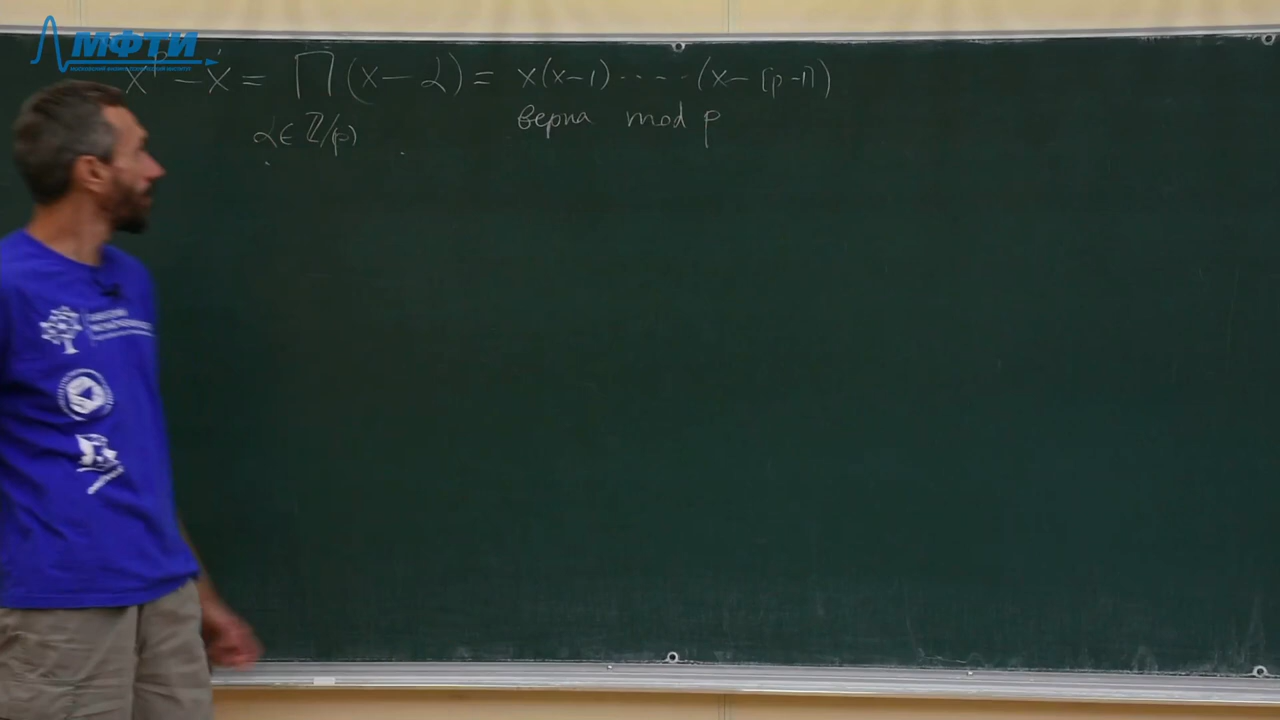 МФТИ
x^p - x = ∏ (x - α) = x(x-1) ···· (x - (p-1))
α ∈ ℤ/(p) верна mod p